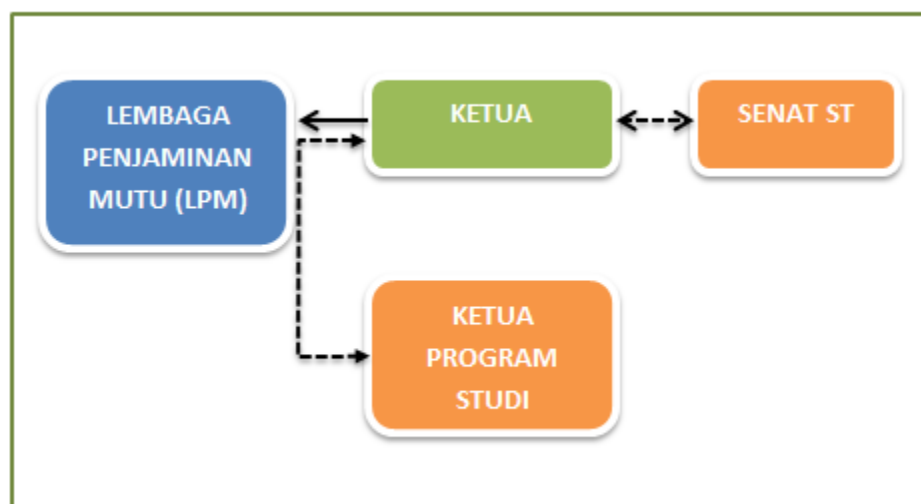 LEMBAGA
PENJAMINAN
MUTU (LPM)
KETUA
SENAT ST
KETUA
PROGRAM
STUDI